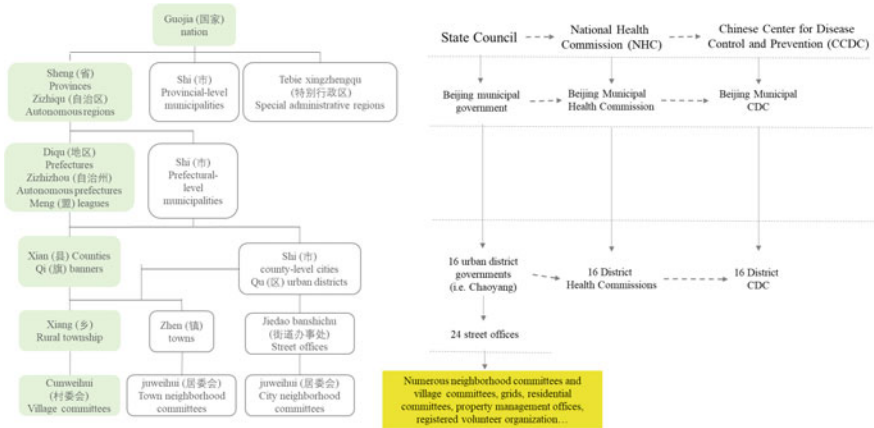 Guojia (国家)
nation
Sheng (省)
Provinces
Zizhiqu (自治区)
Autonomous regions
Shi (市)
Provincial-level
municipalities
Tebie xingzhengqu
(特别行政区)
Special administrative regions
Diqu (地区)
Prefectures
Zizhizhou (自治州)
Autonomous prefectures
Meng (盟) leagues
Shi (市)
Prefectural-
level
municipalities
Xian (县) Counties
Qi (旗) banners
Shi (市)
county-level cities
Qu (区) urban districts
Xiang (乡)
Rural township
Zhen (镇)
towns
Jiedao banshichu
(街道办事处)
Street offices
Cunweihui
(村委会)
Village committees
juweihui (居委会)
Town neighborhood
committees
juweihui (居委会)
City neighborhood
committees
State Council
National Health
Commission (NHC)
Chinese Center for Disease
Control and Prevention (CCDC)
Beijing municipal
government
Beijing Municipal
Health Commission
Beijing Municipal
CDC
16 urban district
governments
(i.e. Chaoyang)
16 District
Health Commissions
16 District
CDC
24 street offices
Numerous neighborhood committees and
village committees, grids, residential
committees, property management offices,
registered volunteer organization…